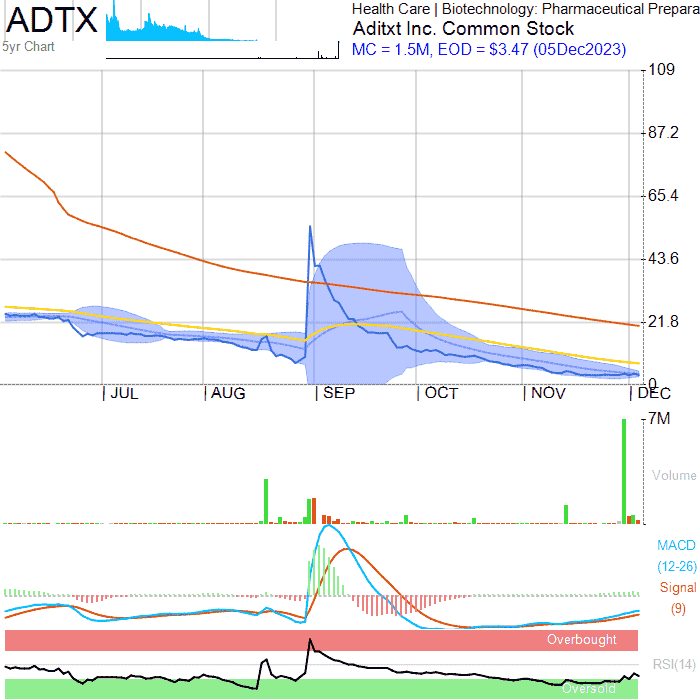 ADTX
5yr Chart
Health Care | Biotechnology: Pharmaceutical Prepara
Aditxt Inc. Common Stock
MC = 1.5M, EOD = $3.47 (05Dec2023)
109
87.2
65.4
43.6
21.8
0
JUL
AUG
SEP
OCT
NOV
DEC
7M
Volume
MACD
(12-26)
Signal
(9)
Overbought
RSI(14)
Oversold